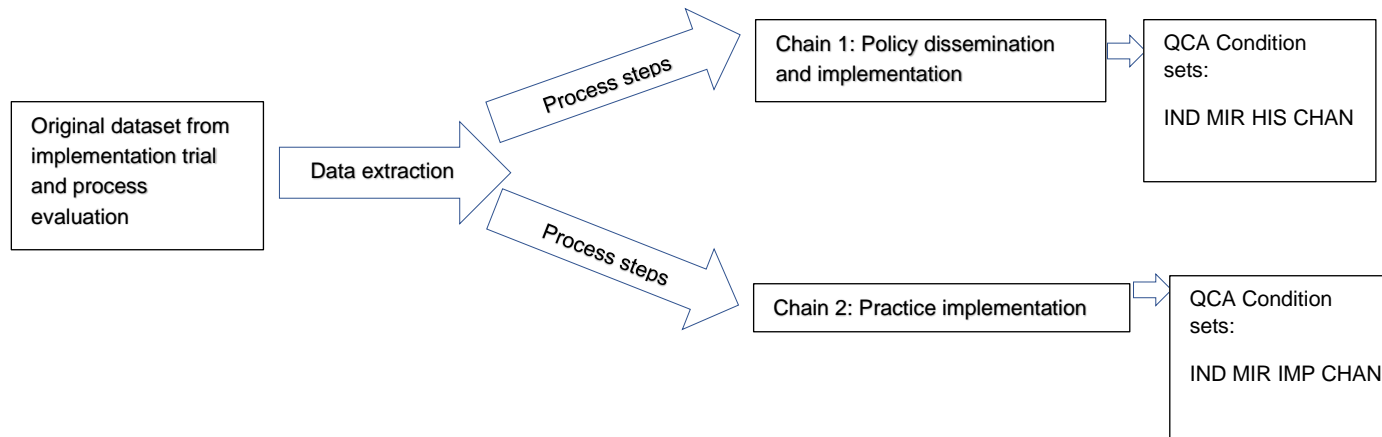 Original dataset from
implementation trial
and process
evaluation
Data extraction
Process steps
Chain 1: Policy dissemination
and implementation
QCA Condition
sets:
IND MIR HIS CHAN
Process steps
Chain 2: Practice implementation
QCA Condition
sets:
IND MIR IMP CHAN